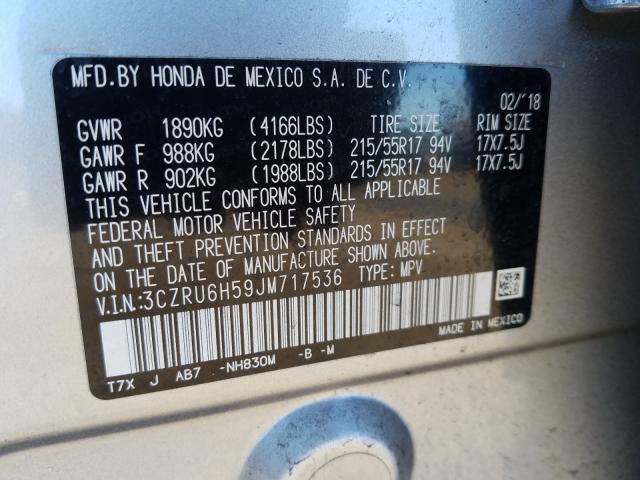 MFD. BY HONDA DE MEXICO S.A. DE C.V.
02/'18
GVWR 1890KG (4166LBS) TIRE SIZE RIM SIZE
GAWR F 988KG (2178LBS) 215/55R17 94V 17X7.5J
GAWR R 902KG (1988LBS) 215/55R17 94V 17X7.5J
THIS VEHICLE CONFORMS TO ALL APPLICABLE
FEDERAL MOTOR VEHICLE SAFETY
AND THEFT PREVENTION STANDARDS IN EFFECT
ON THE DATE OF MANUFACTURE SHOWN ABOVE.
V.I.N.:3CZRU6H59JM717536 TYPE: MPV
MADE IN MEXICO
T7X J AB7 -NH830M -B -M